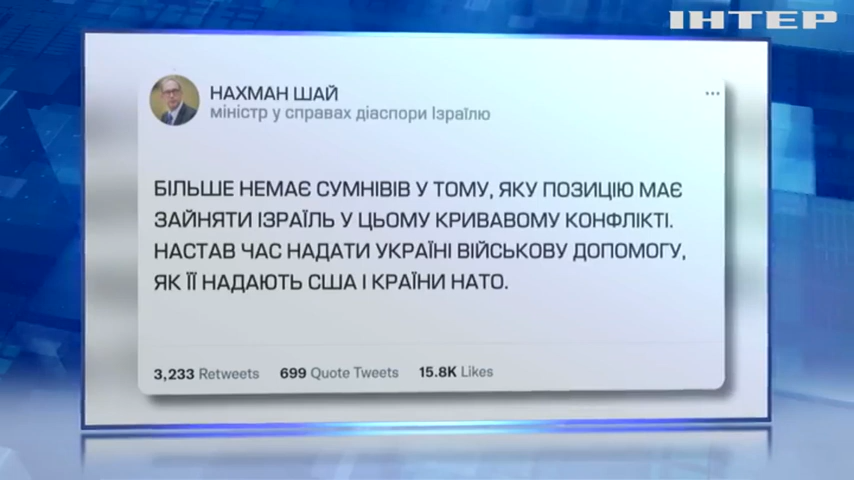 ІНТЕР
НАХМАН ШАЙ
міністр у справах діаспори Ізраїлю
БІЛЬШЕ НЕМАЄ СУМНІВІВ У ТОМУ, ЯКУ ПОЗИЦІЮ МАЄ
ЗАЙНЯТИ ІЗРАЇЛЬ У ЦЬОМУ КРИВАВОМУ КОНФЛІКТІ.
НАСТАВ ЧАС НАДАТИ УКРАЇНІ ВІЙСЬКОВУ ДОПОМОГУ,
ЯК ЇЇ НАДАЮТЬ США І КРАЇНИ НАТО.
3,233 Retweets 699 Quote Tweets 15.8K Likes